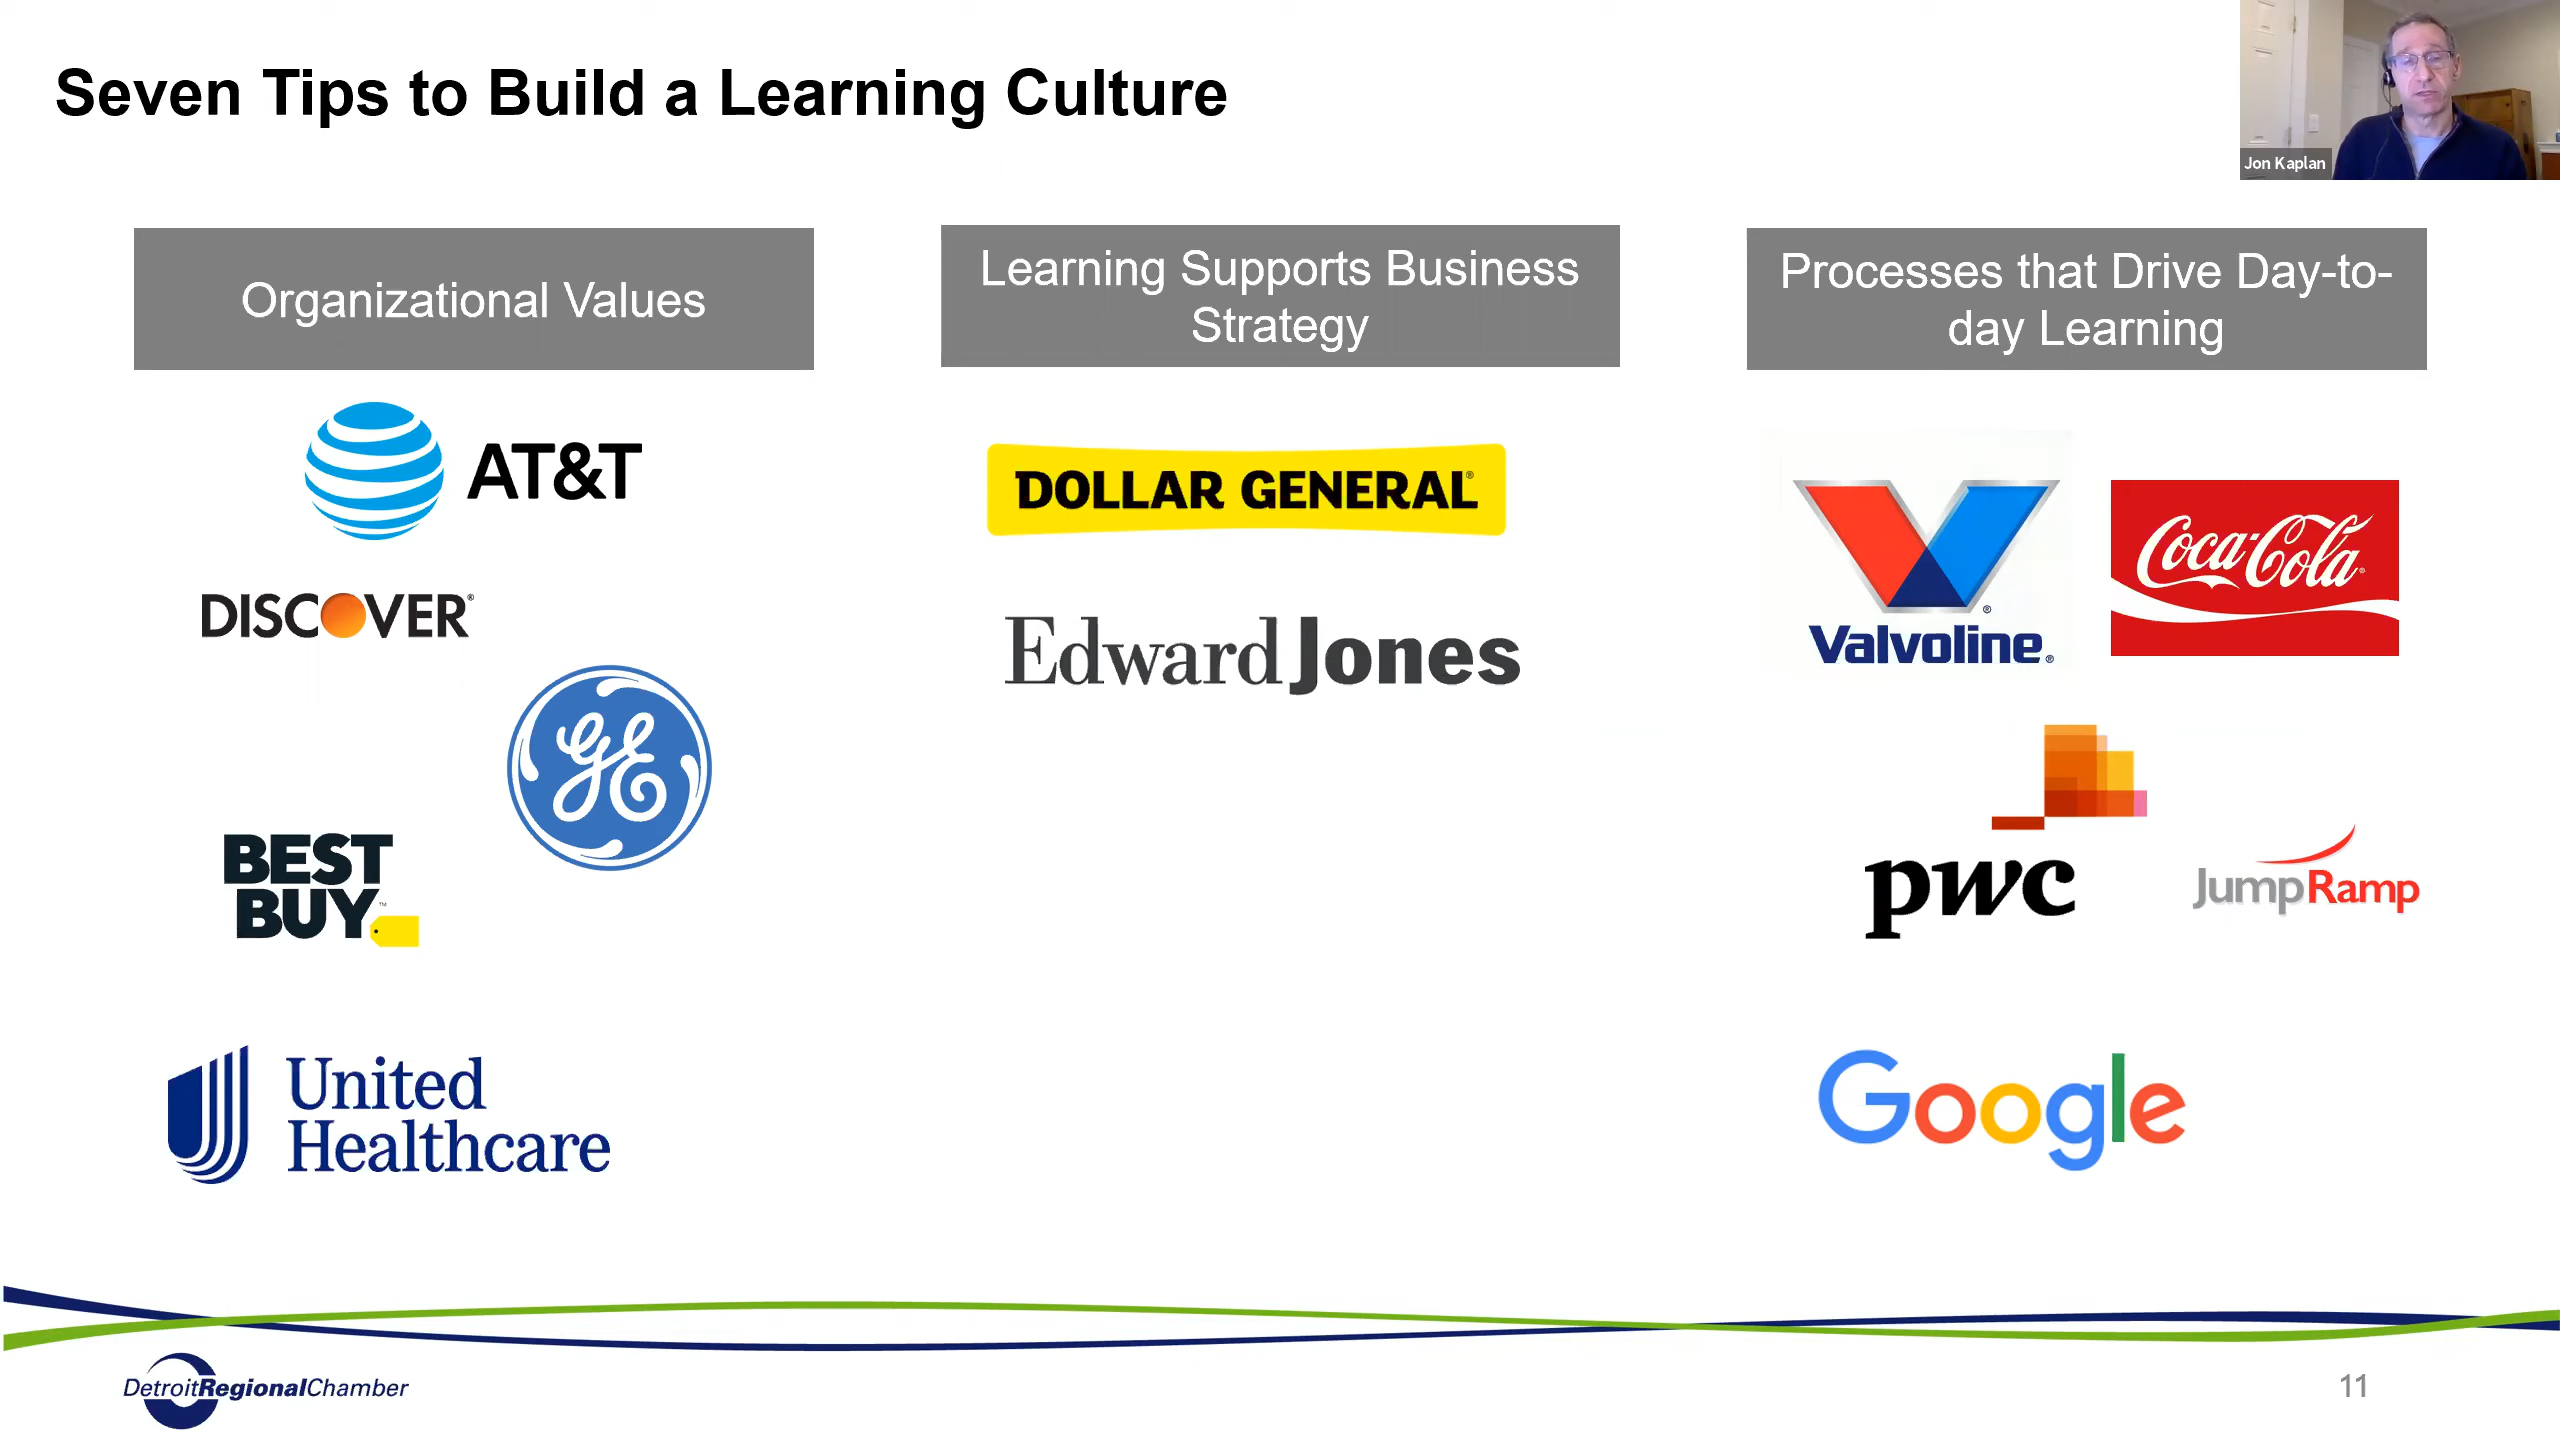 Seven Tips to Build a Learning Culture
Jon Kaplan
Organizational Values
Learning Supports Business
Strategy
Processes that Drive Day-to-
day Learning
AT&T
DISCOVER®
GE
BEST
BUY™
United
Healthcare
DOLLAR GENERAL®
Edward Jones
Valvoline®
Coca-Cola®
pwc
JumpRamp
Google
DetroitRegionalChamber
11